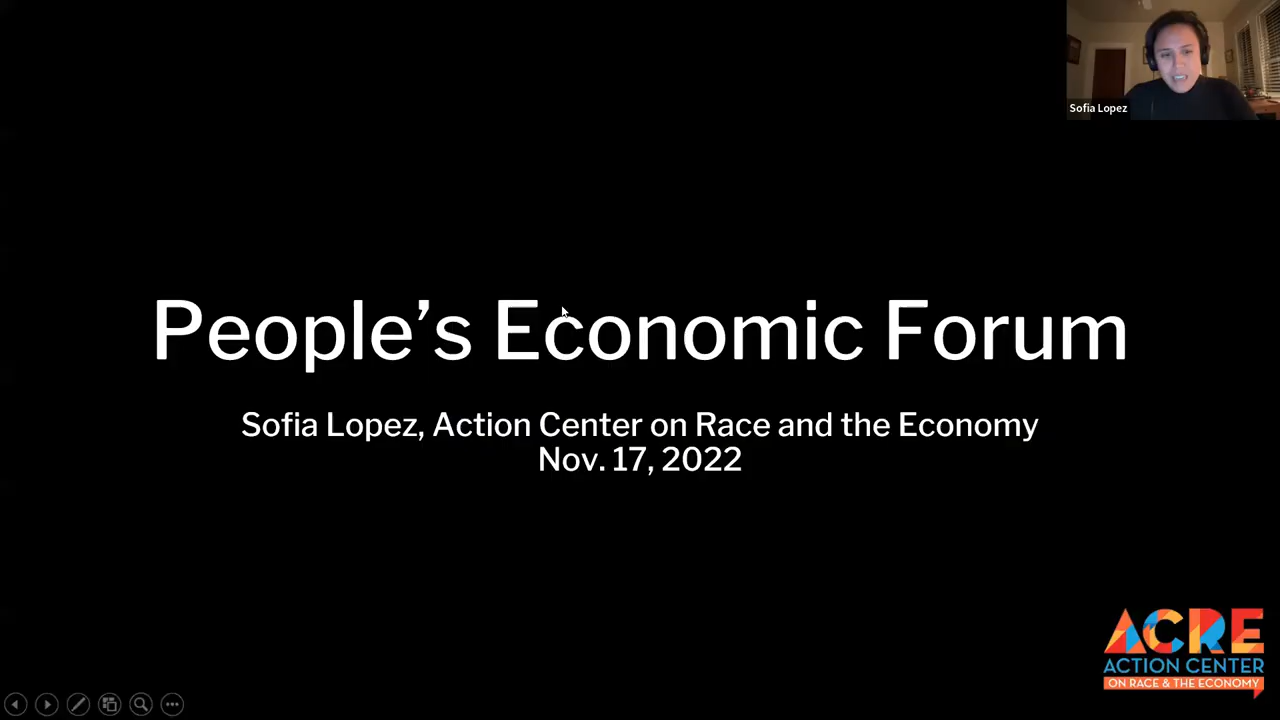 Sofia Lopez
People’s Economic Forum
Sofia Lopez, Action Center on Race and the Economy
Nov. 17, 2022
ACRE
ACTION CENTER
ON RACE & THE ECONOMY